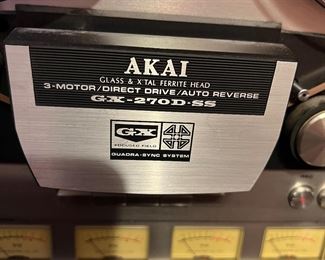 AKAI
GLASS & X'TAL FERRITE HEAD
3-MOTOR/DIRECT DRIVE/AUTO REVERSE
GX-270D-SS
GX
FOCUSED FIELD
QUADRA-SYNC SYSTEM
REC